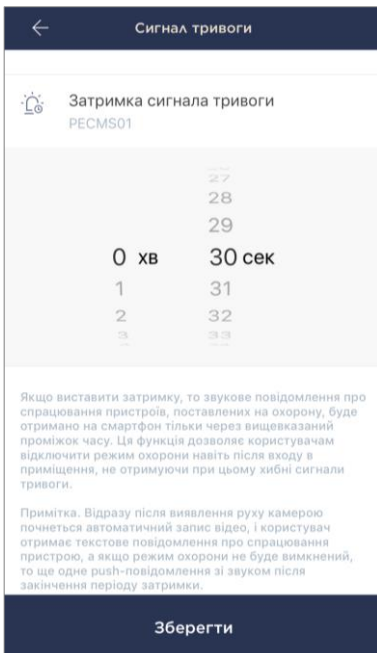 Сигнал тривоги
Затримка сигнала тривоги
PECMS01
27
28
29
0 хв 30 сек
1 31
2 32
3 33
Якщо виставити затримку, то звукове повідомлення про
спрацювання пристроїв, поставлених на охорону, буде
отримано на смартфон тільки через вищевказаний
проміжок часу. Ця функція дозволяє користувачам
відключити режим охорони навіть після входу в
приміщення, не отримуючи при цьому хибні сигнали
тривоги.
Примітка. Відразу після виявлення руху камерою
почнеться автоматичний запис відео, і користувач
отримає текстове повідомлення про спрацювання
пристрою, а якщо режим охорони не буде вимкнений,
то ще одне push-повідомлення зі звуком після
закінчення періоду затримки.
Зберегти